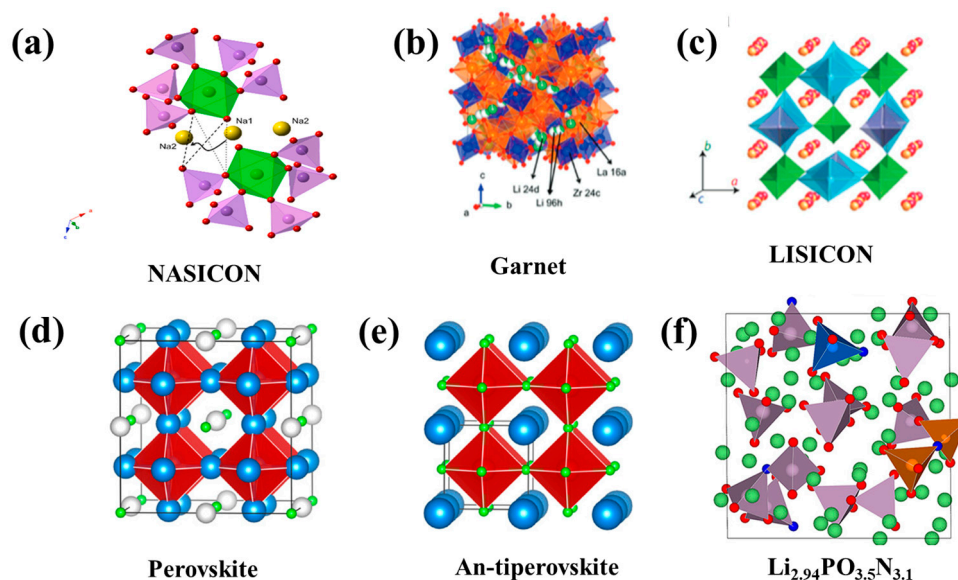 (a)
Na1
Na2
Na2
NASICON
(b)
La 16a
Li 24d
Zr 24c
Li 96h
c
a
b
Garnet
(c)
b
a
c
LISICON
(d)
Perovskite
(e)
An-tiperovskite
(f)
Li2.94PO3.5N3.1